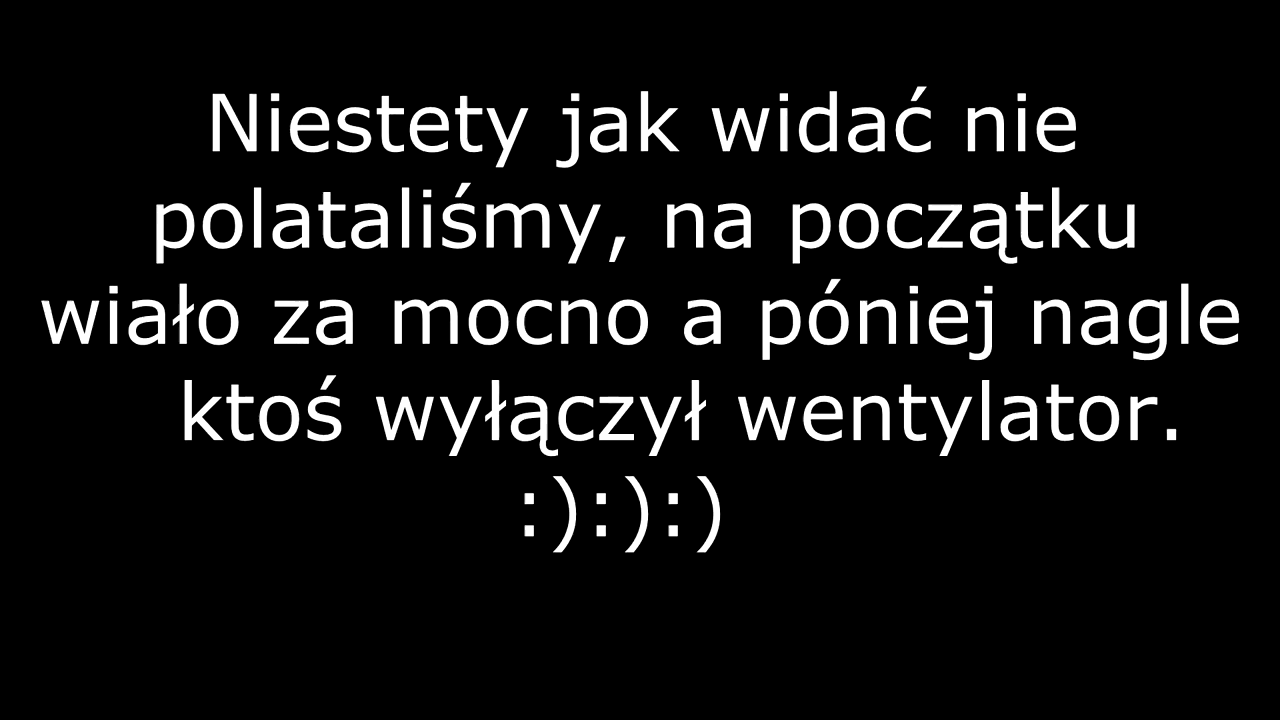 Niestety jak widać nie
polataliśmy, na początku
wiało za mocno a póniej nagle
ktoś wyłączył wentylator.
:):):)